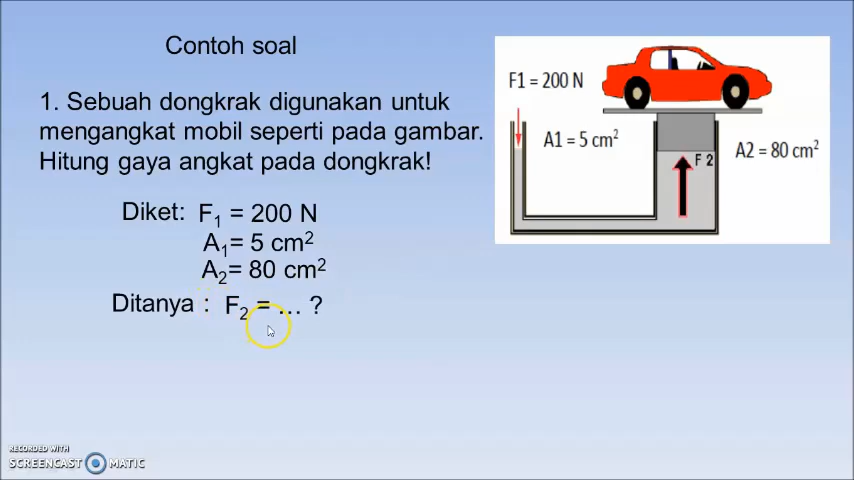 Contoh soal
1. Sebuah dongkrak digunakan untuk
mengangkat mobil seperti pada gambar.
Hitung gaya angkat pada dongkrak!
Diket: F₁ = 200 N
A₁= 5 cm²
A₂= 80 cm²
Ditanya : F₂ = ... ?
F1 = 200 N
A1 = 5 cm²
F 2
A2 = 80 cm²
RECORDED WITH
SCREENCAST MATIC